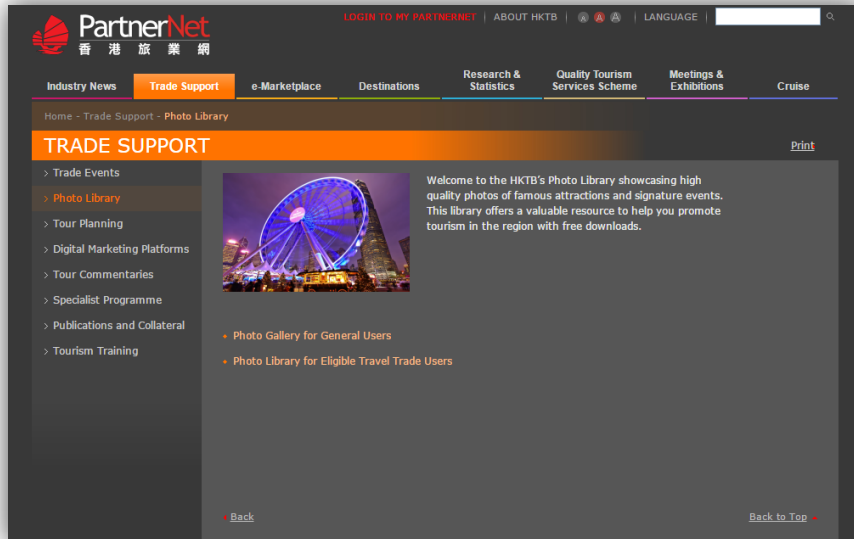 PartnerNet
香港旅業網
LOGIN TO MY PARTNERNET | ABOUT HKTB | A A A | LANGUAGE |
Industry News
Trade Support
e-Marketplace
Destinations
Research &
Statistics
Quality Tourism
Services Scheme
Meetings &
Exhibitions
Cruise
Home - Trade Support - Photo Library
TRADE SUPPORT
Print
> Trade Events
> Photo Library
> Tour Planning
> Digital Marketing Platforms
> Tour Commentaries
> Specialist Programme
> Publications and Collateral
> Tourism Training
Welcome to the HKTB's Photo Library showcasing high
quality photos of famous attractions and signature events.
This library offers a valuable resource to help you promote
tourism in the region with free downloads.
Photo Gallery for General Users
Photo Library for Eligible Travel Trade Users
Back
Back to Top